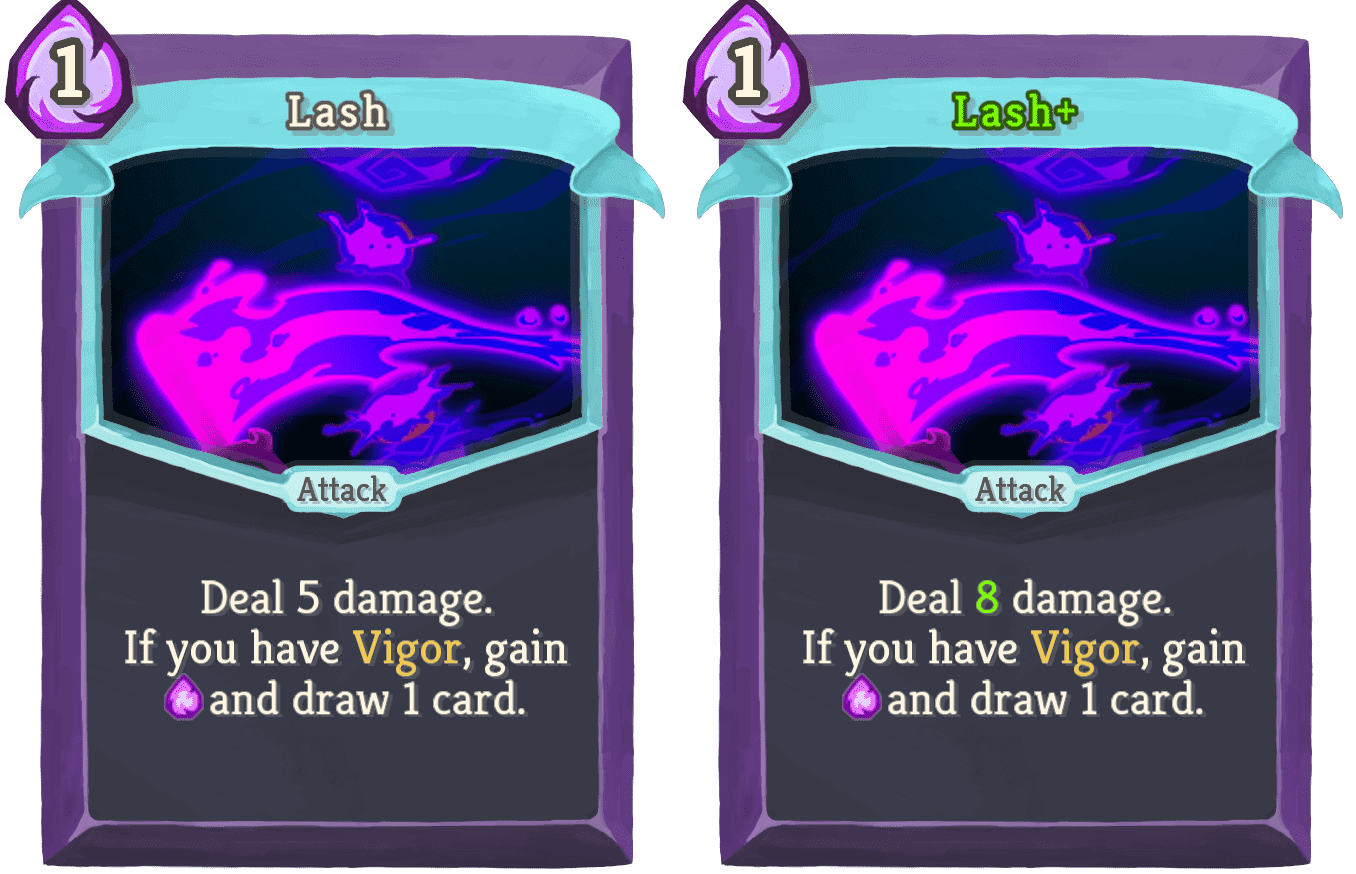 1
Lash
Attack
Deal 5 damage.
If you have Vigor, gain
and draw 1 card.
1
Lash+
Attack
Deal 8 damage.
If you have Vigor, gain
and draw 1 card.